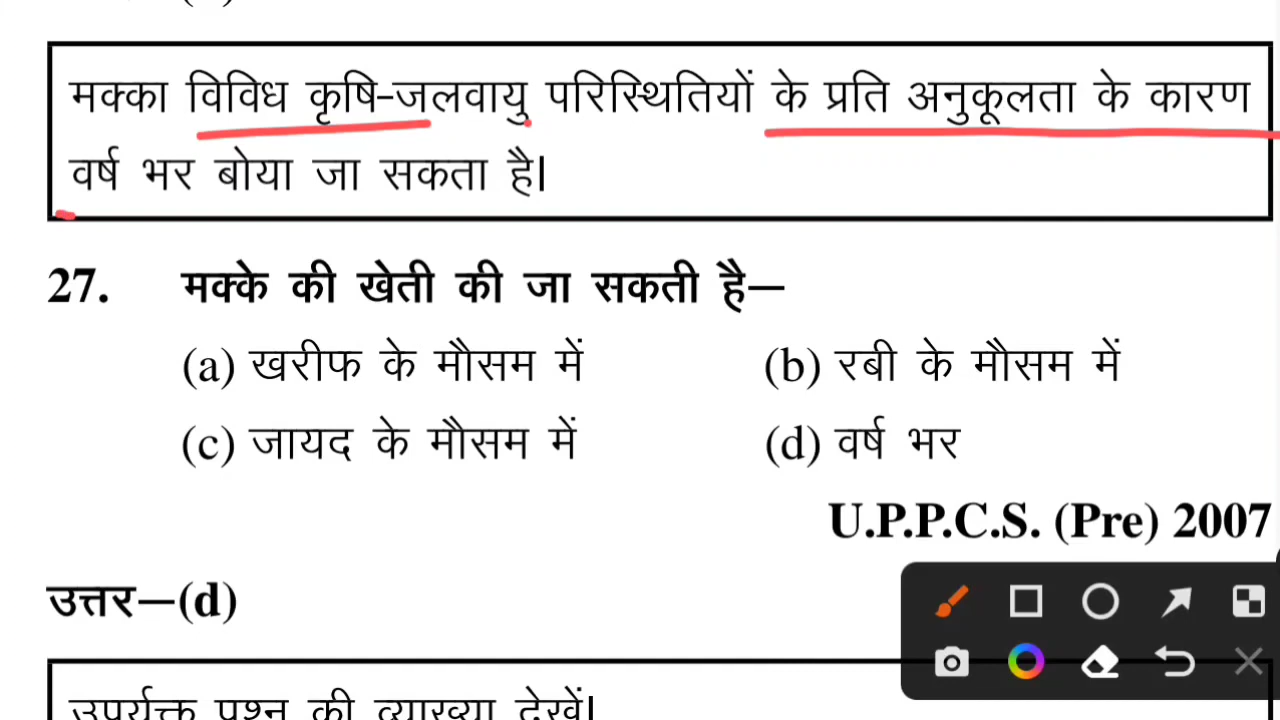 मक्का विविध कृषि-जलवायु परिस्थितियों के प्रति अनुकूलता के कारण
वर्ष भर बोया जा सकता है।
27. मक्के की खेती की जा सकती है–
(a) खरीफ के मौसम में (b) रबी के मौसम में
(c) जायद के मौसम में (d) वर्ष भर
U.P.P.C.S. (Pre) 2007
उत्तर–(d)
उपर्युक्त प्रश्न की व्याख्या देखें।